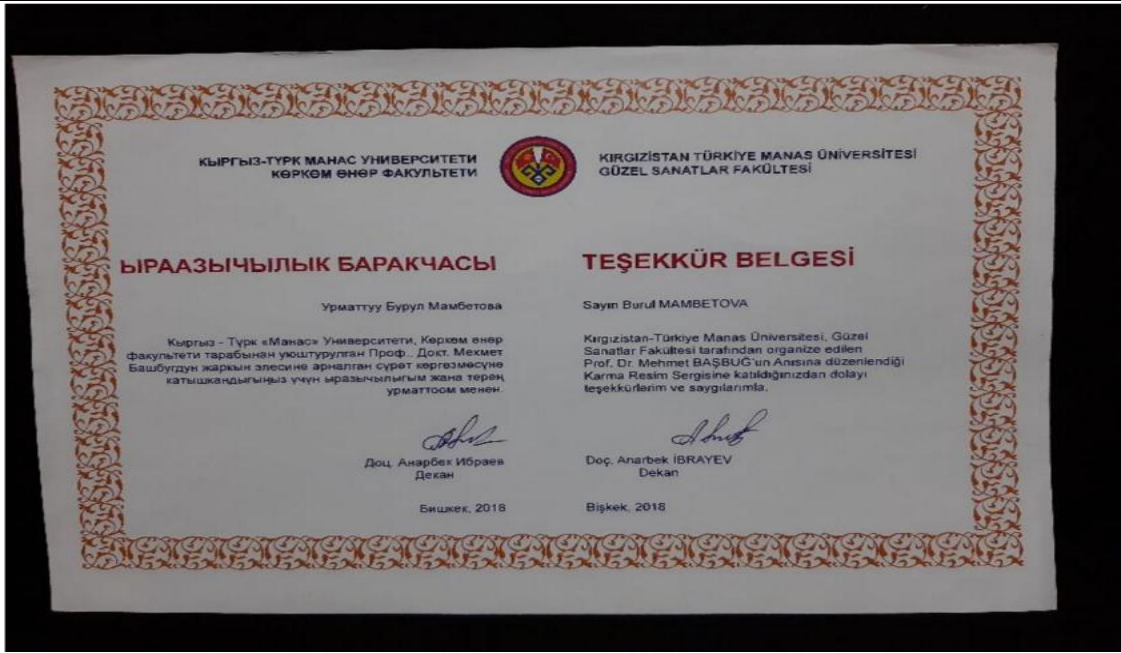 КЫРГЫЗ-ТҮРК МАНАС УНИВЕРСИТЕТИ
КӨРКӨМ ӨНӨР ФАКУЛЬТЕТИ
ЫРААЗЫЧЫЛЫК БАРАКЧАСЫ
Урматтуу Бурул Мамбетова
Кыргыз - Түрк «Манас» Университети, Көркөм өнөр
факультети тарабынан уюштурулган Проф., Докт. Мехмет
Башбугдун жаркын элесине арналган сүрөт көргөзмөсүнө
катышкандыгыңыз үчүн ыразычылыгым жана терең
урматтоом менен.
Доц. Анарбек Ибраев
Декан
Бишкек, 2018
KIRGIZİSTAN TÜRKİYE MANAS ÜNİVERSİTESİ
GÜZEL SANATLAR FAKÜLTESİ
TEŞEKKÜR BELGESİ
Sayın Burul MAMBETOVA
Kırgızistan-Türkiye Manas Üniversitesi, Güzel
Sanatlar Fakültesi tarafından organize edilen
Prof. Dr. Mehmet BAŞBUĞ'un Anısına düzenlendiği
Karma Resim Sergisine katıldığınızdan dolayı
teşekkürlerim ve saygılarımla.
Doç. Anarbek İBRAYEV
Dekan
Bişkek, 2018